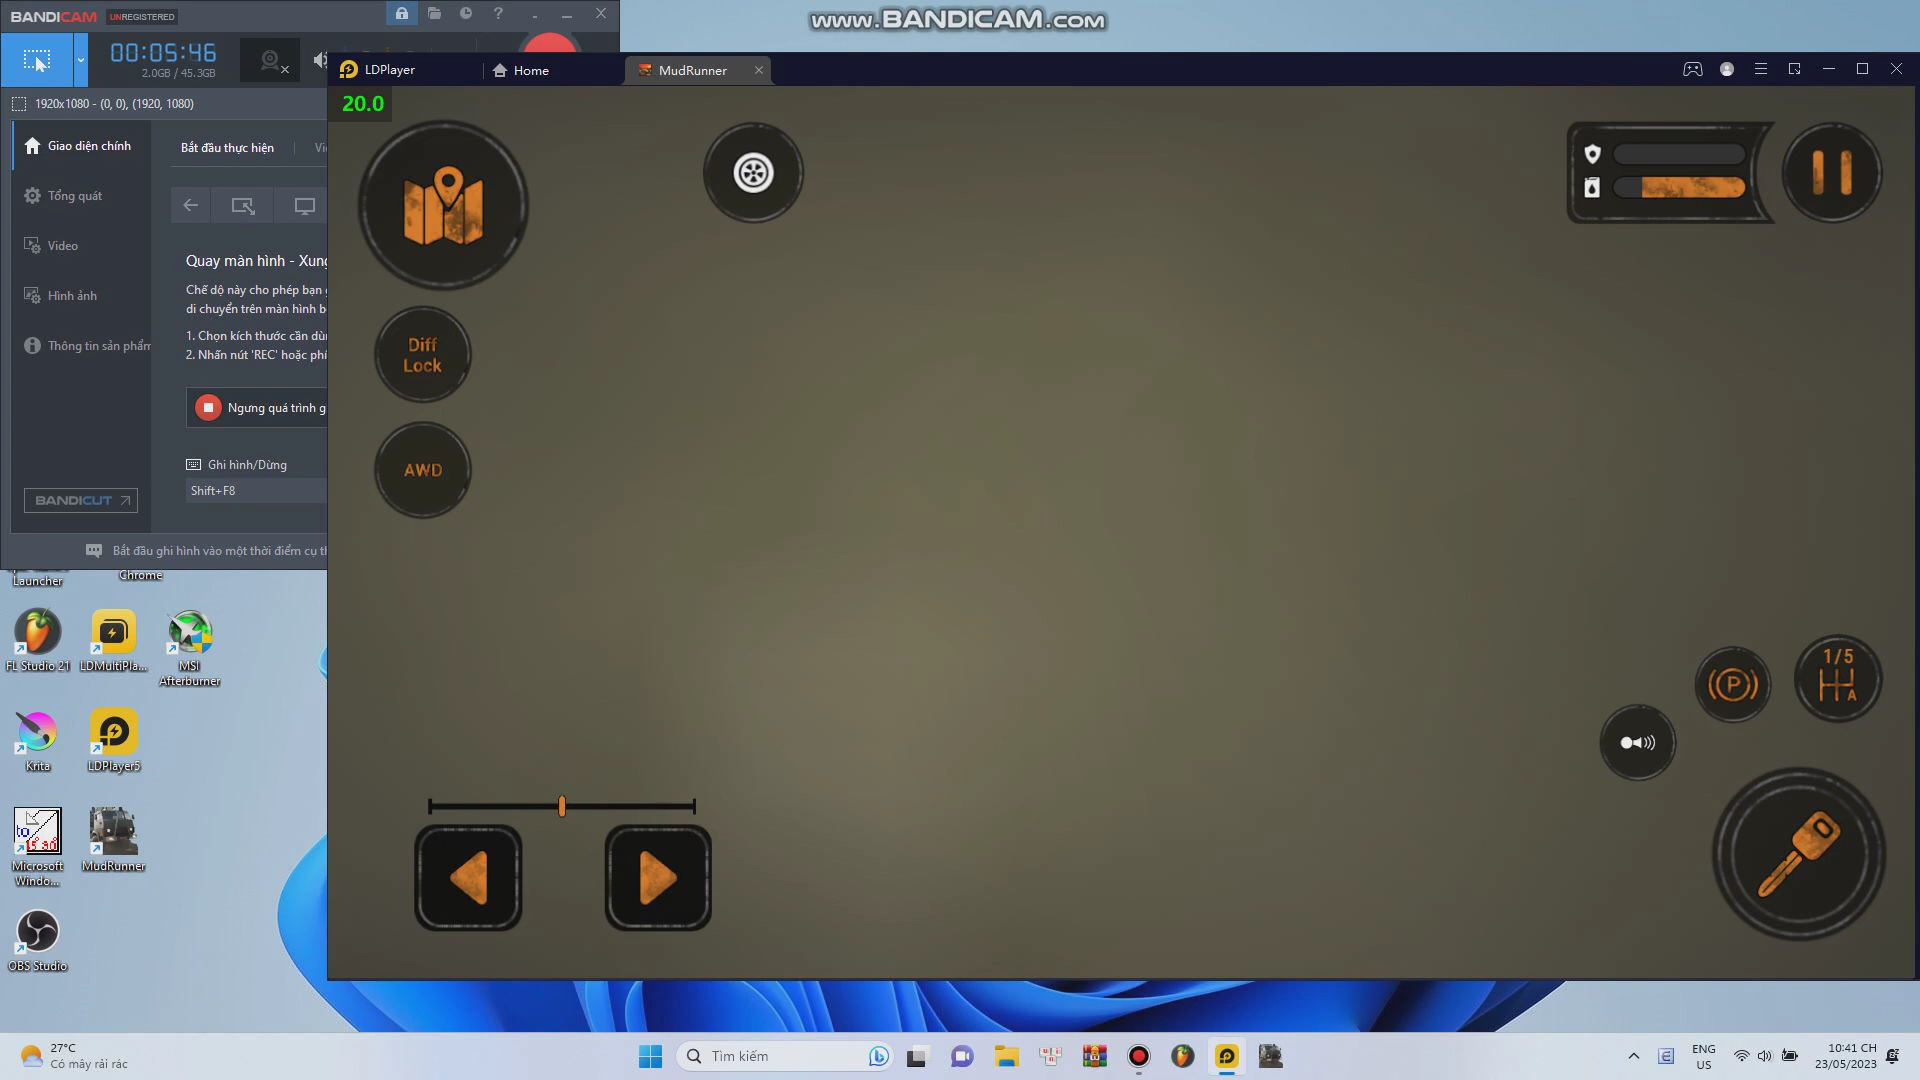 BANDICAM UNREGISTERED
www.BANDICAM.com
00:05:46
2.0GB / 45.3GB
1920x1080 - (0, 0), (1920, 1080)
LDPlayer
Home
MudRunner
20.0
Giao diện chính
Tổng quát
Video
Hình ảnh
Thông tin sản phẩm
Bắt đầu thực hiện
Quay màn hình - Xung
Chế độ này cho phép bạn
di chuyển trên màn hình
1. Chọn kích thước cần
2. Nhấn nút 'REC' hoặc
Ngưng quá trình
Ghi hình/Dừng
Shift+F8
BANDICUT
Bắt đầu ghi hình vào một thời điểm cụ
Diff
Lock
AWD
P
1/5
A
Launcher
Chrome
FL Studio 21
LDMultiPla...
MSI
Afterburner
Krita
LDPlayer5
Microsoft
Windo...
MudRunner
OBS Studio
27°C
Có mây rải rác
Tìm kiếm
ENG
US
10:41 CH
23/05/2023